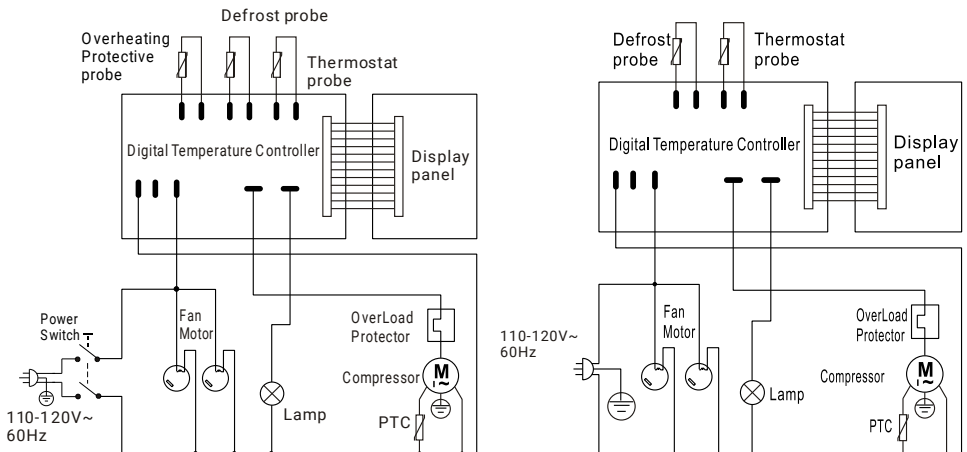 Defrost probe
Overheating
Protective
probe
Thermostat
probe
Digital Temperature Controller
Display
panel
Power
Switch
Fan
Motor
OverLoad
Protector
Compressor
M
~
Lamp
PTC
110-120V~
60Hz
Defrost
probe
Thermostat
probe
Digital Temperature Controller
Display
panel
110-120V~
60Hz
Fan
Motor
OverLoad
Protector
Compressor
M
~
Lamp
PTC